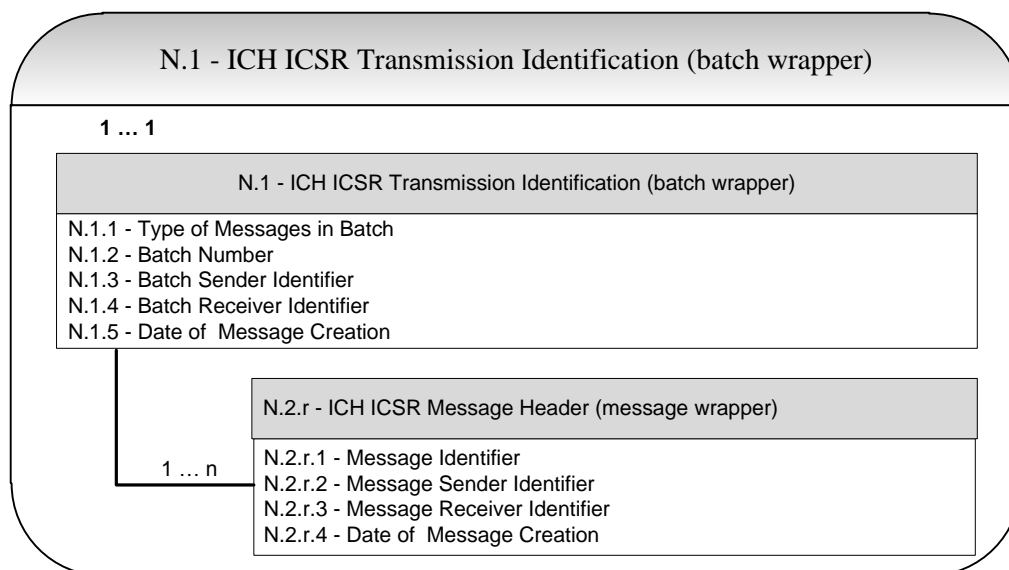 N.1 - ICH ICSR Transmission Identification (batch wrapper)
1 … 1
N.1 - ICH ICSR Transmission Identification (batch wrapper)
N.1.1 - Type of Messages in Batch
N.1.2 - Batch Number
N.1.3 - Batch Sender Identifier
N.1.4 - Batch Receiver Identifier
N.1.5 - Date of  Message Creation
N.2.r - ICH ICSR Message Header (message wrapper)
1 … n
N.2.r.1 - Message Identifier
N.2.r.2 - Message Sender Identifier
N.2.r.3 - Message Receiver Identifier
N.2.r.4 - Date of  Message Creation